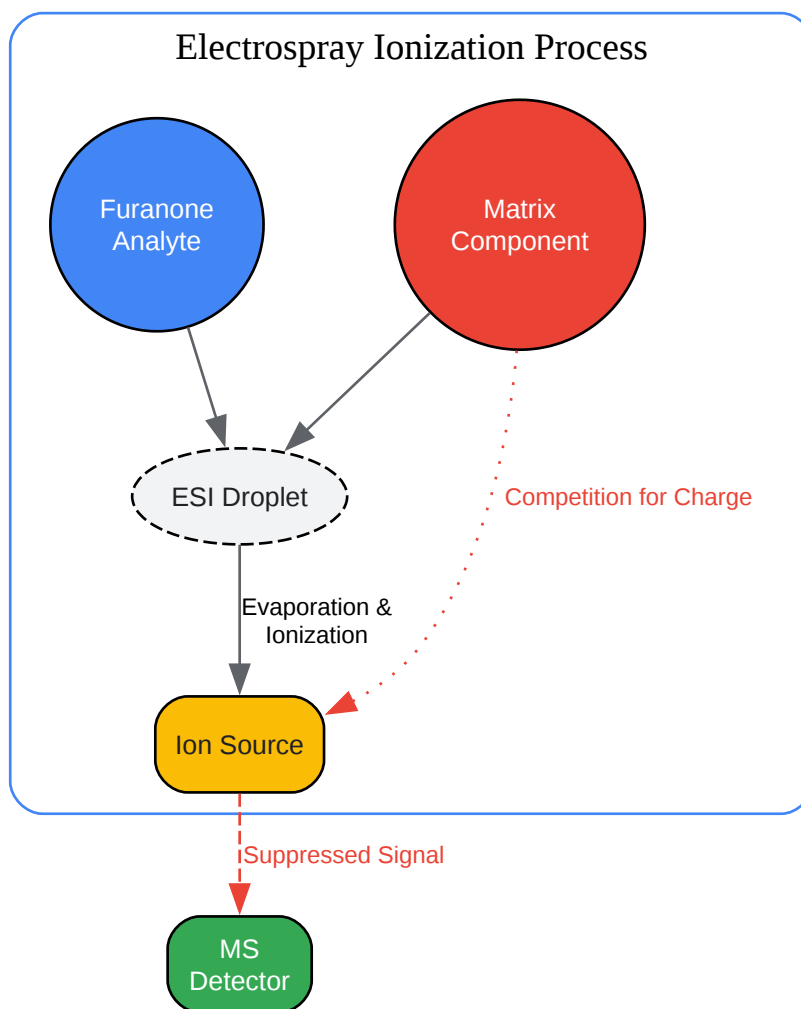 Electrospray Ionization Process
Furanone
Analyte
Matrix
Component
ESI Droplet
Competition for Charge
Evaporation &
Ionization
Ion Source
Suppressed Signal
MS
Detector